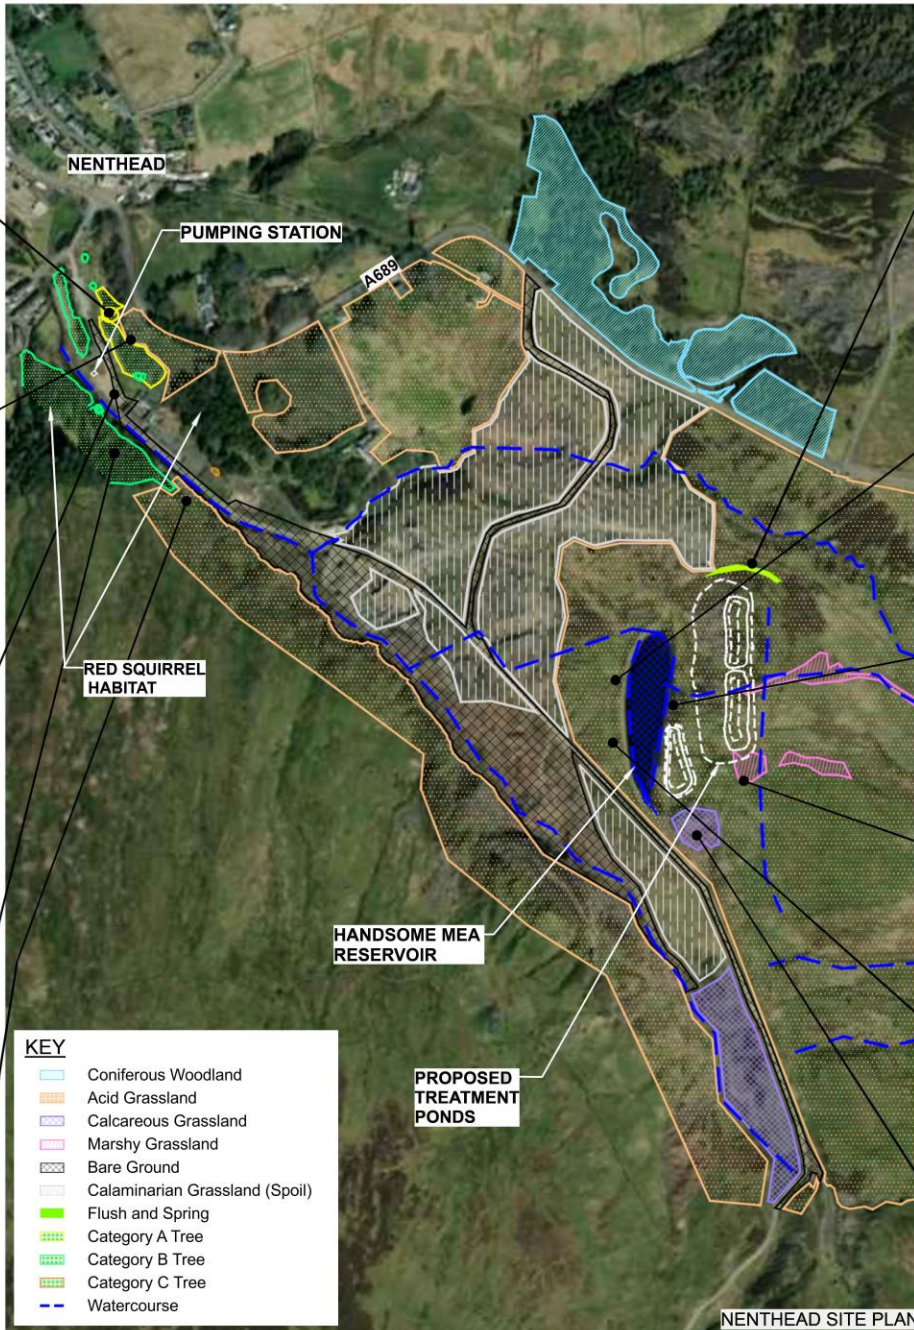 NENTHEAD
PUMPING STATION
A689
RED SQUIRREL
HABITAT
HANDSOME MEA
RESERVOIR
PROPOSED
TREATMENT
PONDS
KEY
Coniferous Woodland
Acid Grassland
Calcareous Grassland
Marshy Grassland
Bare Ground
Calaminarian Grassland (Spoil)
Flush and Spring
Category A Tree
Category B Tree
Category C Tree
Watercourse
NENTHEAD SITE PLAN